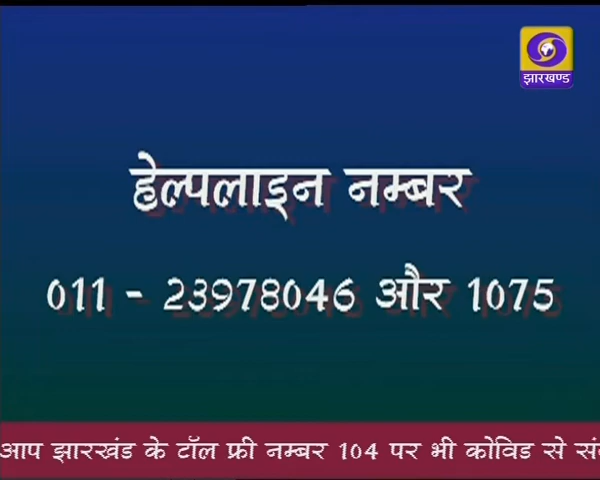 झारखण्ड
हेल्पलाइन नम्बर
011 - 23978046 और 1075
आप झारखंड के टॉल फ्री नम्बर 104 पर भी कोविड से